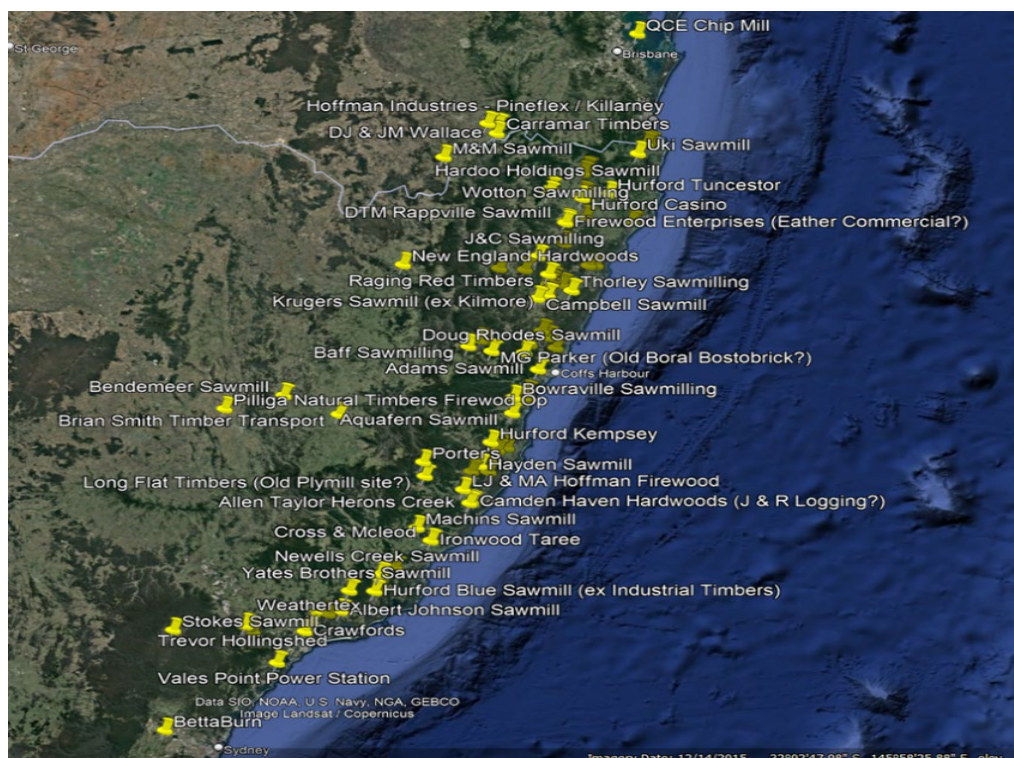 QCE Chip Mill
St George
Brisbane
Hoffman Industries - Pineflex / Killarney
Carramar Timbers
DJ & JM Wallace
M&M Sawmill
Uki Sawmill
Hardoo Holdings Sawmill
Wotton Sawmilling
Hurford Tuncestor
Hurford Casino
DTM Rappville Sawmill
Firewood Enterprises (Eather Commercial?)
J&C Sawmilling
New England Hardwoods
Raging Red Timbers
Thorley Sawmilling
Krugers Sawmill (ex Kilmore)
Campbell Sawmill
Doug Rhodes Sawmill
Baff Sawmilling
MG Parker (Old Boral Bostobrick?)
Adams Sawmill
Coffs Harbour
Bendemeer Sawmill
Bowraville Sawmilling
Pilliga Natural Timbers Firewod Op
Brian Smith Timber Transport
Aquafern Sawmill
Hurford Kempsey
Porter's
Hayden Sawmill
Long Flat Timbers (Old Plymill site?)
LJ & MA Hoffman Firewood
Allen Taylor Herons Creek
Camden Haven Hardwoods (J & R Logging?)
Machins Sawmill
Cross & Mcleod
Ironwood Taree
Newells Creek Sawmill
Yates Brothers Sawmill
Hurford Blue Sawmill (ex Industrial Timbers)
Weathertex
Albert Johnson Sawmill
Stokes Sawmill
Crawfords
Trevor Hollingshed
Vales Point Power Station
Data SIO, NOAA, U.S. Navy, NGA, GEBCO
Image Landsat / Copernicus
BettaBurn
Sydney
Imagery Date: 12/14/2015